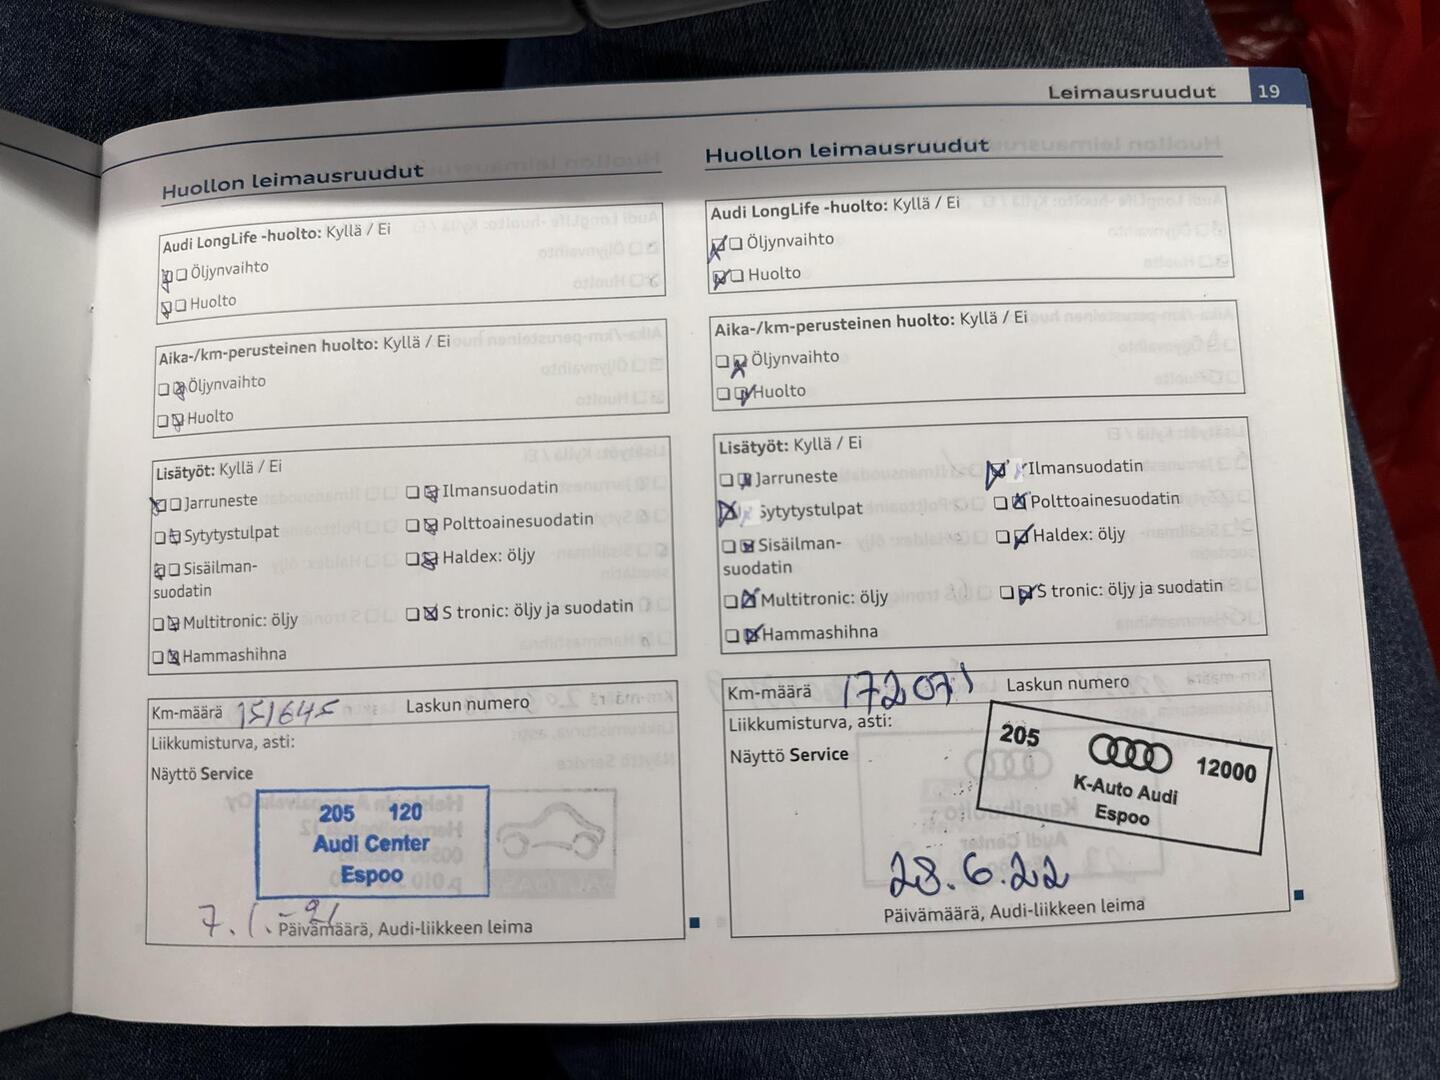 Leimausruudut 19
Huollon leimausruudut
Audi LongLife -huolto: Kyllä / Ei
Öljynvaihto
Huolto
Aika-/km-perusteinen huolto: Kyllä / Ei
Öljynvaihto
Huolto
Lisätyöt: Kyllä / Ei
Jarruneste
Ilmansuodatin
Sytytystulpat
Polttoainesuodatin
Sisäilman-
suodatin
Haldex: öljy
Multitronic: öljy
S tronic: öljy ja suodatin
Hammashihna
Km-määrä 151645 Laskun numero
Liikkumisturva, asti:
Näyttö Service
205 120
Audi Center
Espoo
7.1.-21
Päivämäärä, Audi-liikkeen leima
Huollon leimausruudut
Audi LongLife -huolto: Kyllä / Ei
Öljynvaihto
Huolto
Aika-/km-perusteinen huolto: Kyllä / Ei
Öljynvaihto
Huolto
Lisätyöt: Kyllä / Ei
Jarruneste
Ilmansuodatin
Sytytystulpat
Polttoainesuodatin
Sisäilman-
suodatin
Haldex: öljy
Multitronic: öljy
S tronic: öljy ja suodatin
Hammashihna
Km-määrä 172071 Laskun numero
Liikkumisturva, asti:
Näyttö Service
205 12000
K-Auto Audi
Espoo
28.6.22
Päivämäärä, Audi-liikkeen leima